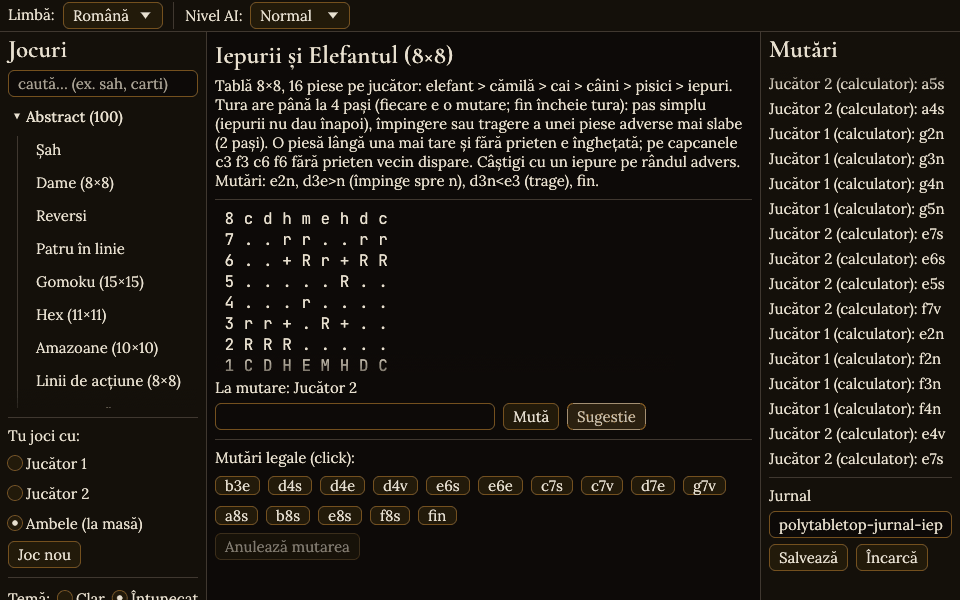 Limbă: Română ▼ Nivel AI: Normal ▼
Jocuri
caută... (ex. sah, carti)
▼ Abstract (100)
Șah
Dame (8×8)
Reversi
Patru în linie
Gomoku (15×15)
Hex (11×11)
Amazoane (10×10)
Linii de acțiune (8×8)
Tu joci cu:
Jucător 1
Jucător 2
Ambele (la masă)
Joc nou
Temă: Clar Întunecat
Iepurii și Elefantul (8×8)
Tablă 8×8, 16 piese pe jucător: elefant > cămilă > cai > câini > pisici > iepuri.
Tura are până la 4 pași (fiecare e o mutare; fin încheie tura): pas simplu
(iepurii nu dau înapoi), împingere sau tragere a unei piese adverse mai slabe
(2 pași). O piesă lângă una mai tare și fără prieten e înghețată; pe capcanele
c3 f3 c6 f6 fără prieten vecin dispare. Câștigi cu un iepure pe rândul advers.
Mutări: e2n, d3e>n (împinge spre n), d3n<e3 (trage), fin.
8 c d h m e h d c
7 . . r r . . r r
6 . . + R r + R R
5 . . . . . R . .
4 . . . r . . . .
3 r r + . R + . .
2 R R R . . . . .
1 C D H E M H D C
La mutare: Jucător 2
Mută Sugestie
Mutări legale (click):
b3e d4s d4e d4v e6s e6e c7s c7v d7e g7v
a8s b8s e8s f8s fin
Anulează mutarea
Mutări
Jucător 2 (calculator): a5s
Jucător 2 (calculator): a4s
Jucător 1 (calculator): g2n
Jucător 1 (calculator): g3n
Jucător 1 (calculator): g4n
Jucător 1 (calculator): g5n
Jucător 2 (calculator): e7s
Jucător 2 (calculator): e6s
Jucător 2 (calculator): e5s
Jucător 2 (calculator): f7v
Jucător 1 (calculator): e2n
Jucător 1 (calculator): f2n
Jucător 1 (calculator): f3n
Jucător 1 (calculator): f4n
Jucător 2 (calculator): e4v
Jucător 2 (calculator): e7s
Jurnal
polytabletop-jurnal-iep
Salvează Încarcă